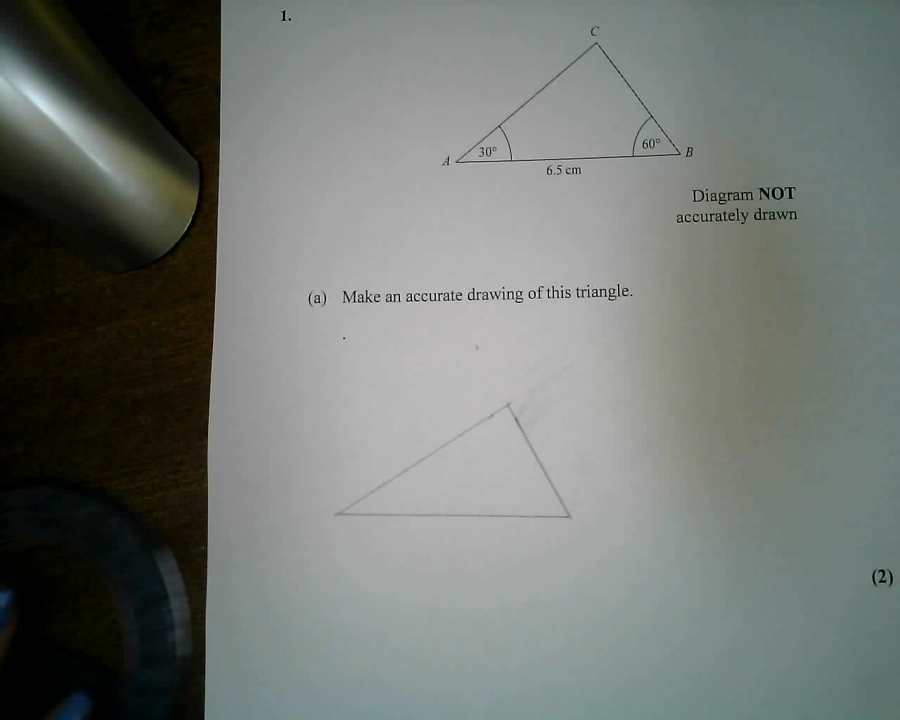 1.
C
A 30° 60° B
6.5 cm
Diagram NOT
accurately drawn
(a) Make an accurate drawing of this triangle.
(2)